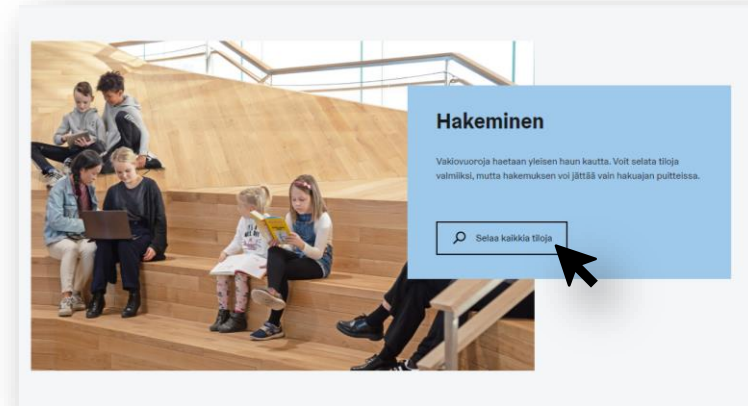 Hakeminen
Vakiovuoroja haetaan yleisen haun kautta. Voit selata tiloja
valmiiksi, mutta hakemuksen voi jättää vain hakuajan puitteissa.
Selaa kaikkia tiloja